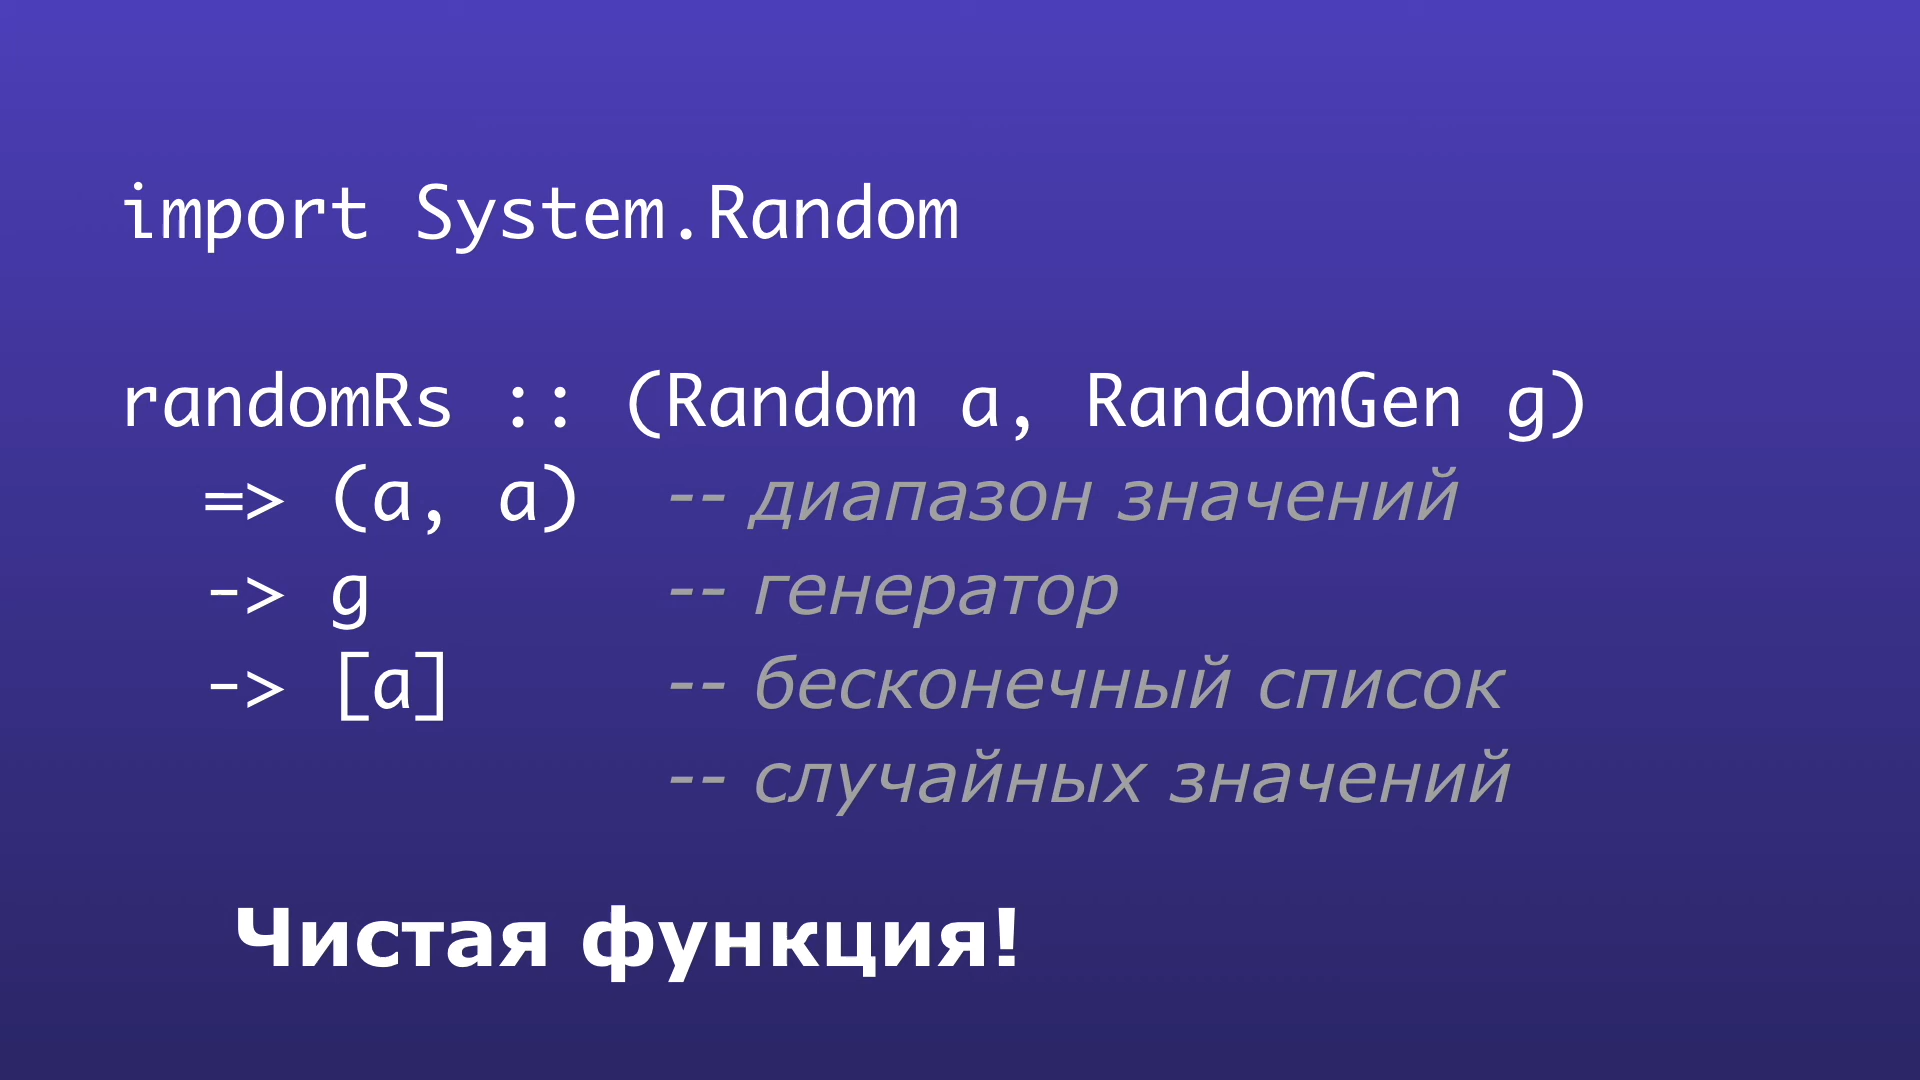 import System.Random
randomRs :: (Random a, RandomGen g)
=> (a, a) -- диапазон значений
-> g -- генератор
-> [a] -- бесконечный список
-- случайных значений
Чистая функция!